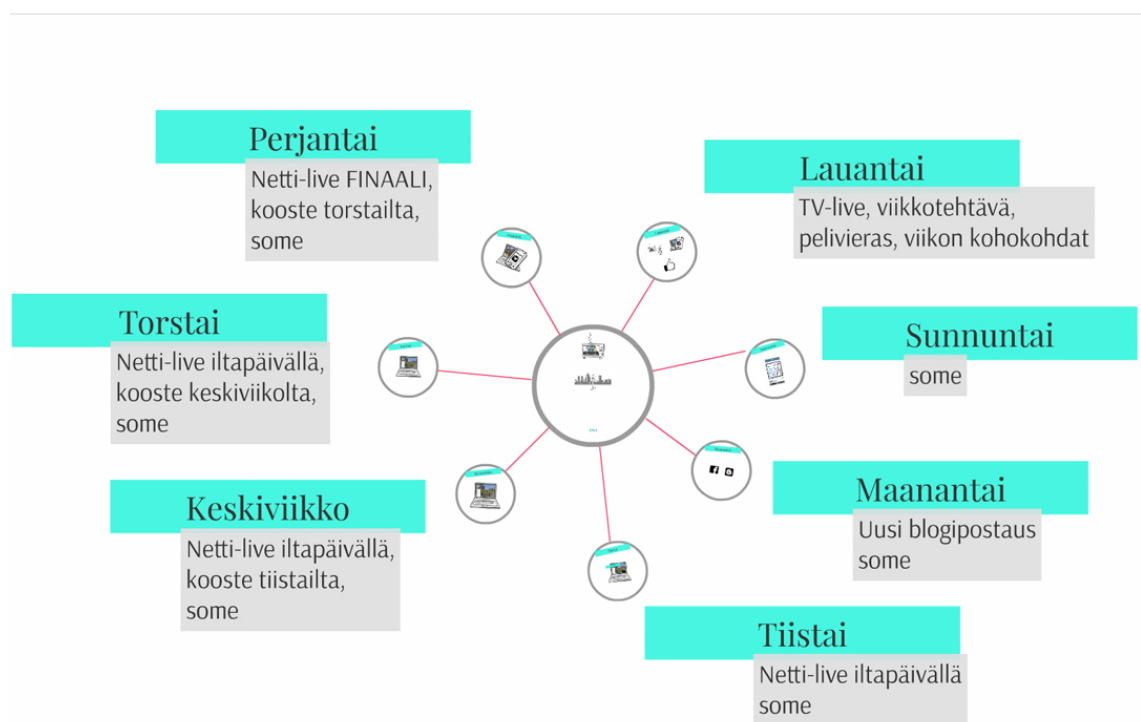 Perjantai
Netti-live FINAALI,
kooste torstailta,
some
Lauantai
TV-live, viikkotehtävä,
pelivieras, viikon kohokohdat
Torstai
Netti-live iltapäivällä,
kooste keskiviikolta,
some
Sunnuntai
some
Keskiviikko
Netti-live iltapäivällä,
kooste tiistailta,
some
Maanantai
Uusi blogipostaus
some
Tiistai
Netti-live iltapäivällä
some